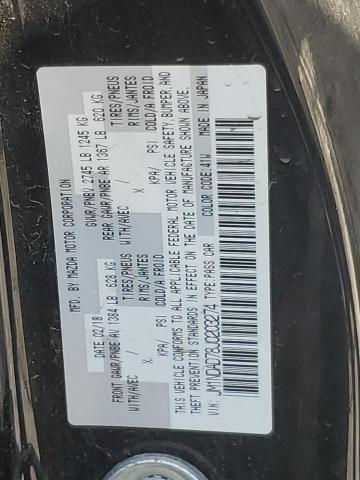 MFD. BY MAZDA MOTOR CORPORATION
DATE: 02/18 GVWR/PNBV 2745 LB 1245 KG
FRONT GAWR/PNBE AV 1384 LB 628 KG REAR GAWR/PNBE AR 1367 LB 620 KG
WITH/AVEC TIRES/PNEUS WITH/AVEC TIRES/PNEUS
X RIMS/JANTES X RIMS/JANTES
KPA/ PSI COLD/A FROID KPA/ PSI COLD/A FROID
THIS VEHICLE CONFORMS TO ALL APPLICABLE FEDERAL MOTOR VEHICLE SAFETY, BUMPER, AND
THEFT PREVENTION STANDARDS IN EFFECT ON THE DATE OF MANUFACTURE SHOWN ABOVE.
COLOR CODE: 41W MADE IN JAPAN
VIN: TYPE: PASS CAR